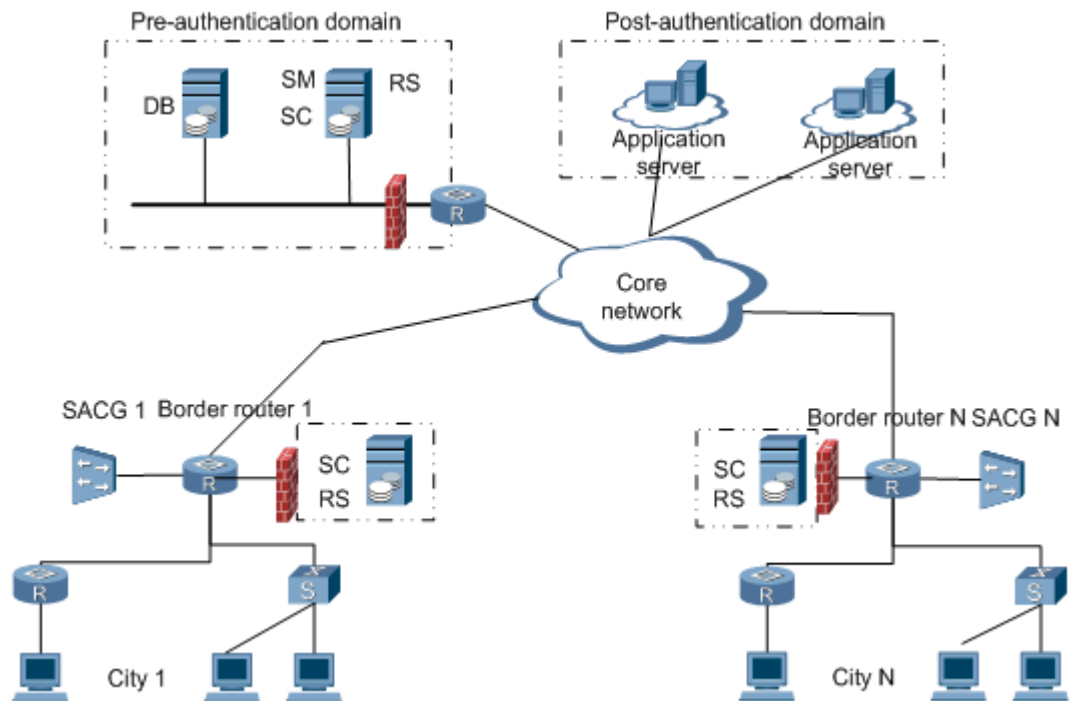 Pre-authentication domain
Post-authentication domain
DB
SM
SC
RS
R
Application
server
Application
server
Core
network
SACG 1
Border router 1
R
SC
RS
R
S
City 1
Border router N
SACG N
SC
RS
R
R
S
City N